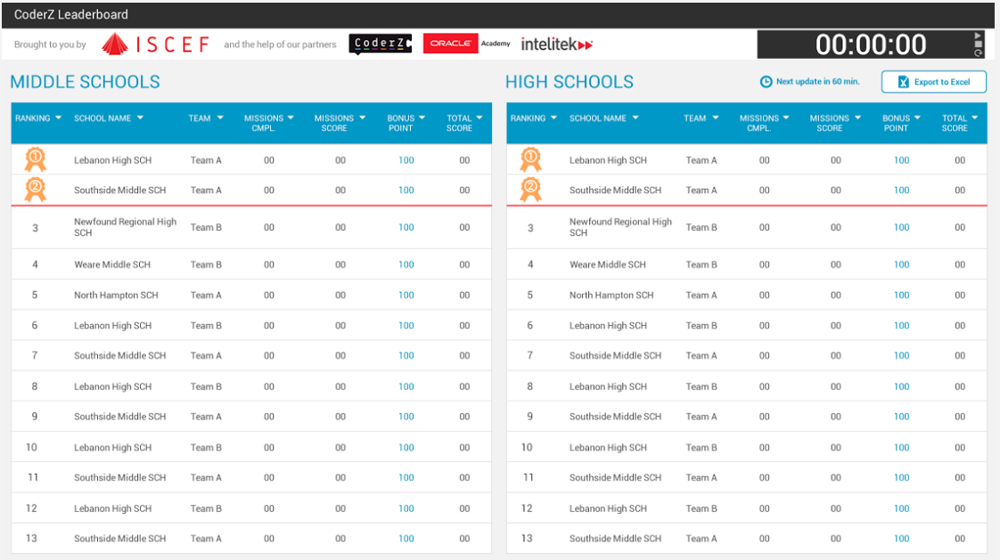 CoderZ Leaderboard
Brought to you by ISCEF and the help of our partners CoderZ ORACLE Academy intelitek 00:00:00
MIDDLE SCHOOLS
RANKING SCHOOL NAME TEAM MISSIONS CMPL. MISSIONS SCORE BONUS POINT TOTAL SCORE
1 Lebanon High SCH Team A 00 00 100 00
2 Southside Middle SCH Team A 00 00 100 00
3 Newfound Regional High SCH Team B 00 00 100 00
4 Weare Middle SCH Team B 00 00 100 00
5 North Hampton SCH Team A 00 00 100 00
6 Lebanon High SCH Team B 00 00 100 00
7 Southside Middle SCH Team A 00 00 100 00
8 Lebanon High SCH Team B 00 00 100 00
9 Southside Middle SCH Team A 00 00 100 00
10 Lebanon High SCH Team B 00 00 100 00
11 Southside Middle SCH Team A 00 00 100 00
12 Lebanon High SCH Team B 00 00 100 00
13 Southside Middle SCH Team A 00 00 100 00
HIGH SCHOOLS Next update in 60 min. X Export to Excel
RANKING SCHOOL NAME TEAM MISSIONS CMPL. MISSIONS SCORE BONUS POINT TOTAL SCORE
1 Lebanon High SCH Team A 00 00 100 00
2 Southside Middle SCH Team A 00 00 100 00
3 Newfound Regional High SCH Team B 00 00 100 00
4 Weare Middle SCH Team B 00 00 100 00
5 North Hampton SCH Team A 00 00 100 00
6 Lebanon High SCH Team B 00 00 100 00
7 Southside Middle SCH Team A 00 00 100 00
8 Lebanon High SCH Team B 00 00 100 00
9 Southside Middle SCH Team A 00 00 100 00
10 Lebanon High SCH Team B 00 00 100 00
11 Southside Middle SCH Team A 00 00 100 00
12 Lebanon High SCH Team B 00 00 100 00
13 Southside Middle SCH Team A 00 00 100 00